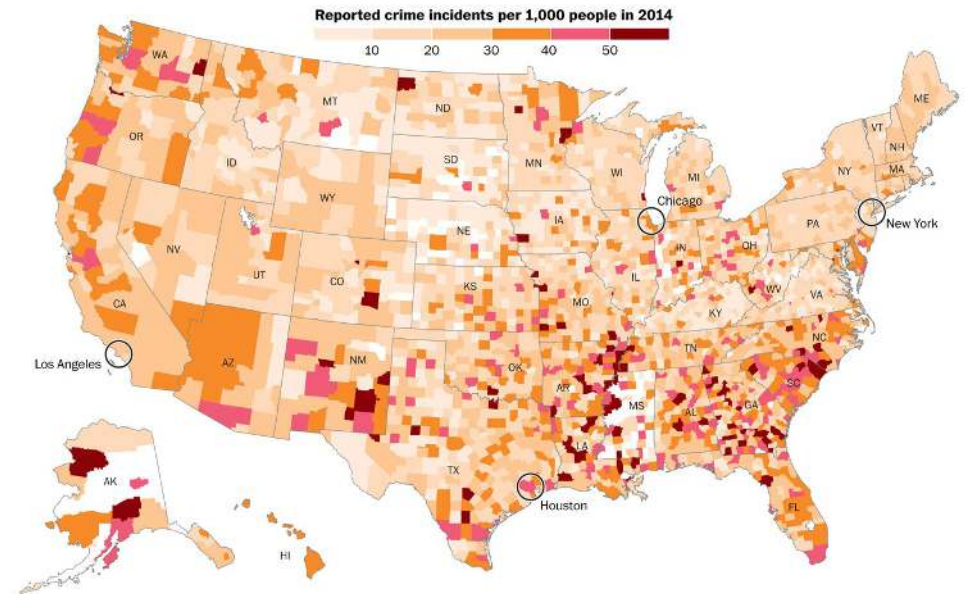 Reported crime incidents per 1,000 people in 2014
10 20 30 40 50
WA
MT
ND
ME
VT
NH
OR
ID
SD
MN
WI
MI
NY
MA
WY
Chicago
New York
NE
IA
PA
NV
UT
CO
IL
IN
OH
KS
MO
WV
VA
CA
KY
Los Angeles
AZ
NM
OK
TN
NC
AR
SC
MS
AL
GA
LA
TX
AK
Houston
FL
HI